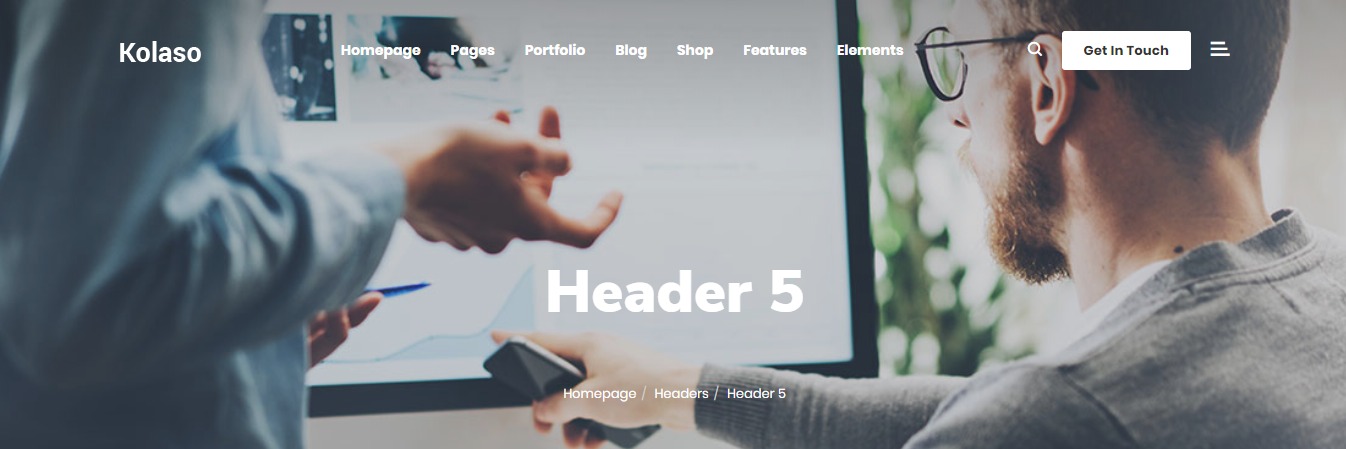 Kolaso Homepage Pages Portfolio Blog Shop Features Elements Get In Touch
Header 5
Homepage / Headers / Header 5